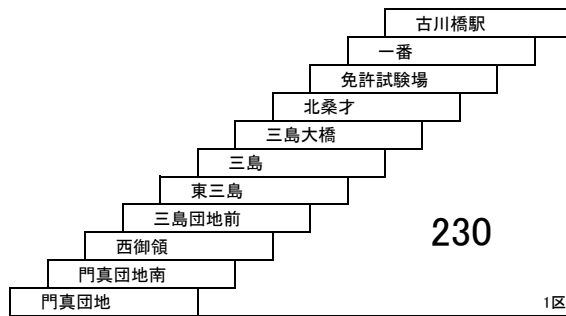 古川橋駅
一番
免許試験場
北桑才
三島大橋
三島
東三島
三島団地前
230
西御領
門真団地南
門真団地
1区